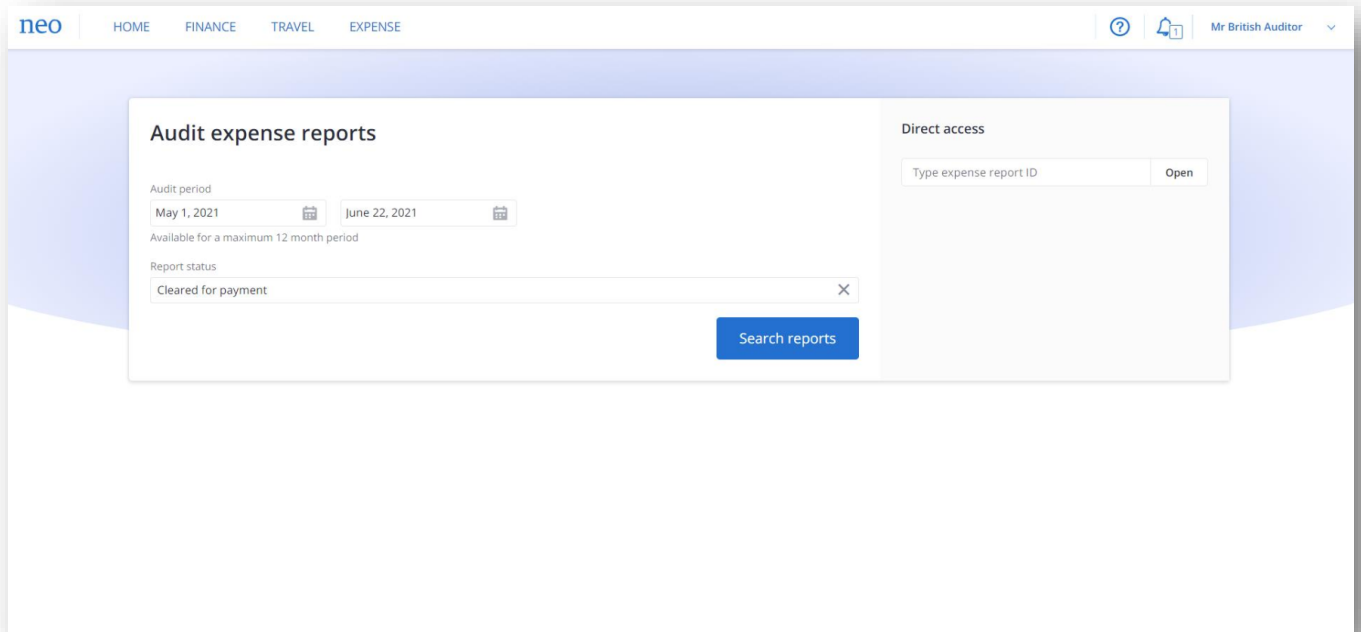 neo HOME FINANCE TRAVEL EXPENSE 1 Mr British Auditor
Audit expense reports
Audit period
May 1, 2021 June 22, 2021
Available for a maximum 12 month period
Report status
Cleared for payment
Search reports
Direct access
Type expense report ID Open